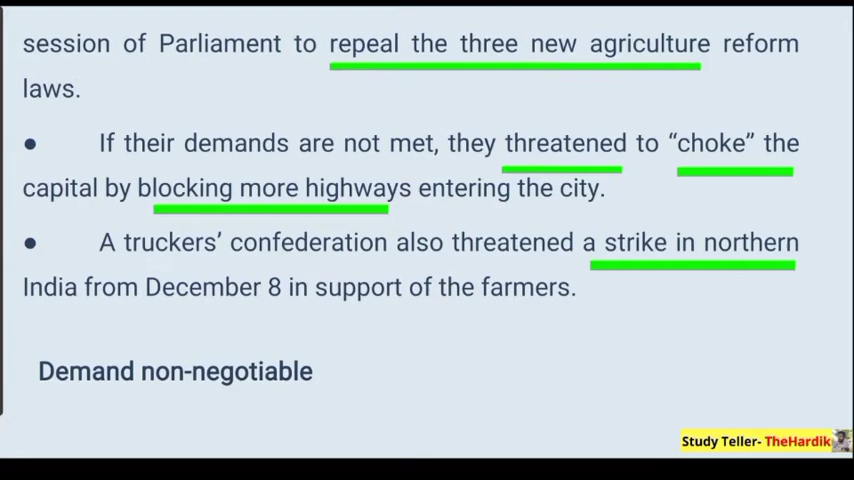 session of Parliament to repeal the three new agriculture reform
laws.
● If their demands are not met, they threatened to “choke” the
capital by blocking more highways entering the city.
● A truckers’ confederation also threatened a strike in northern
India from December 8 in support of the farmers.
Demand non-negotiable
Study Teller- TheHardik